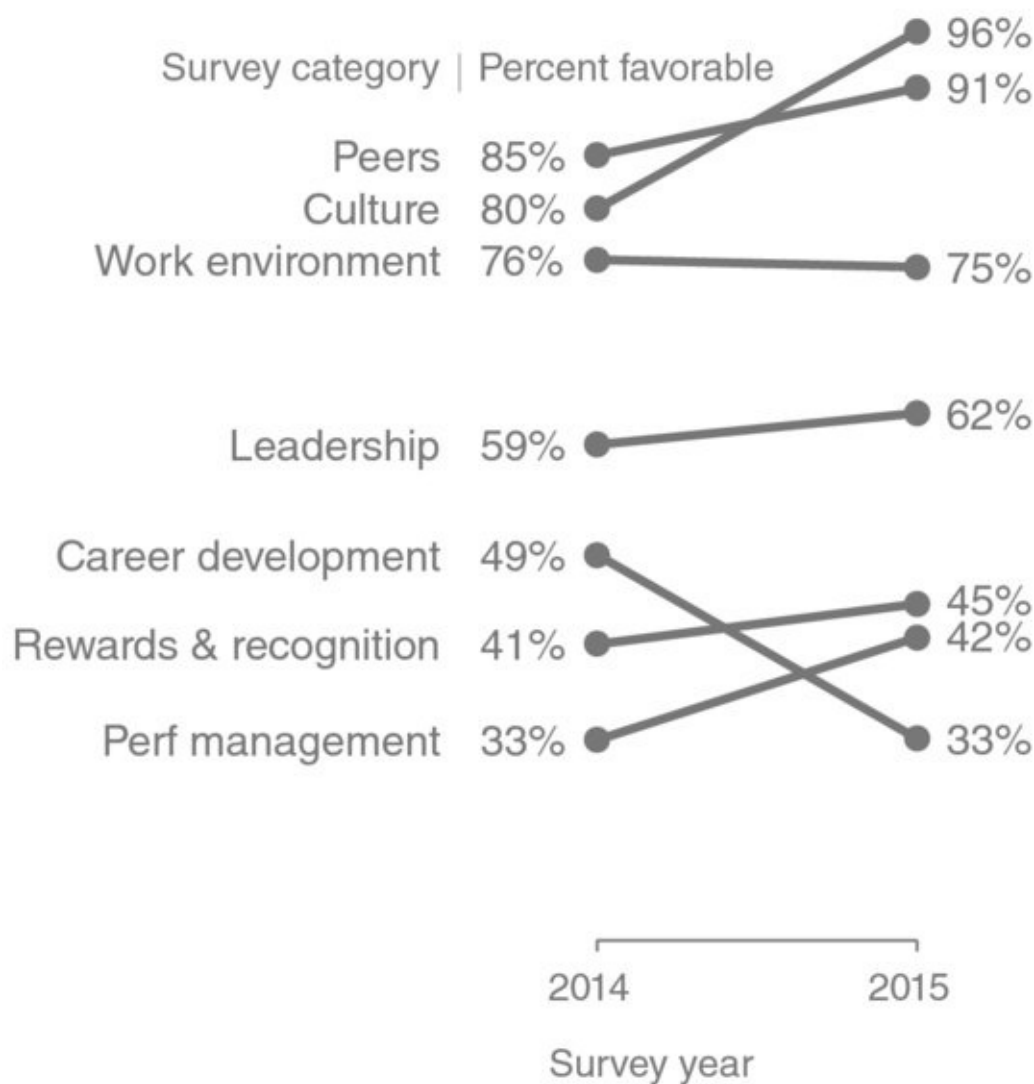 96%
Survey category | Percent favorable
91%
Peers 85%
Culture 80%
Work environment 76% 75%
62%
Leadership 59%
Career development 49%
45%
Rewards & recognition 41% 42%
Perf management 33% 33%
2014 2015
Survey year